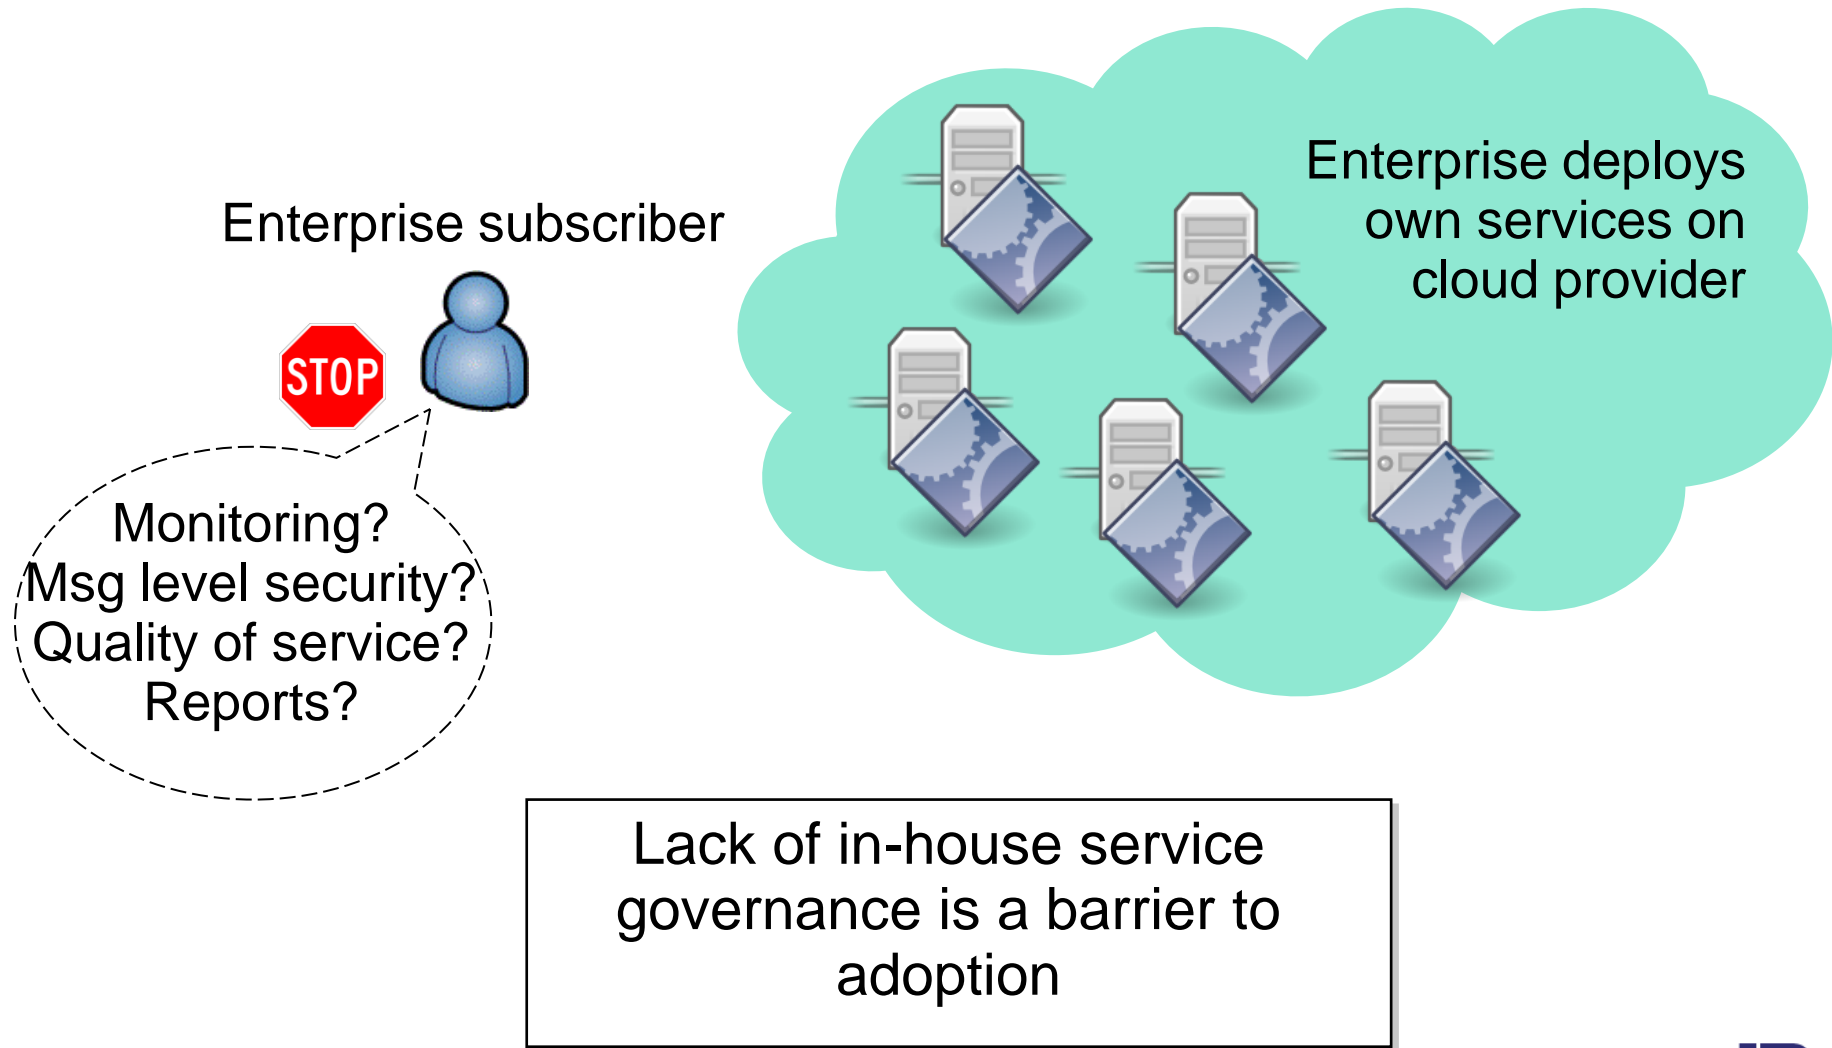 Enterprise subscriber
STOP
Monitoring?
Msg level security?
Quality of service?
Reports?
Enterprise deploys
own services on
cloud provider
Lack of in-house service
governance is a barrier to
adoption